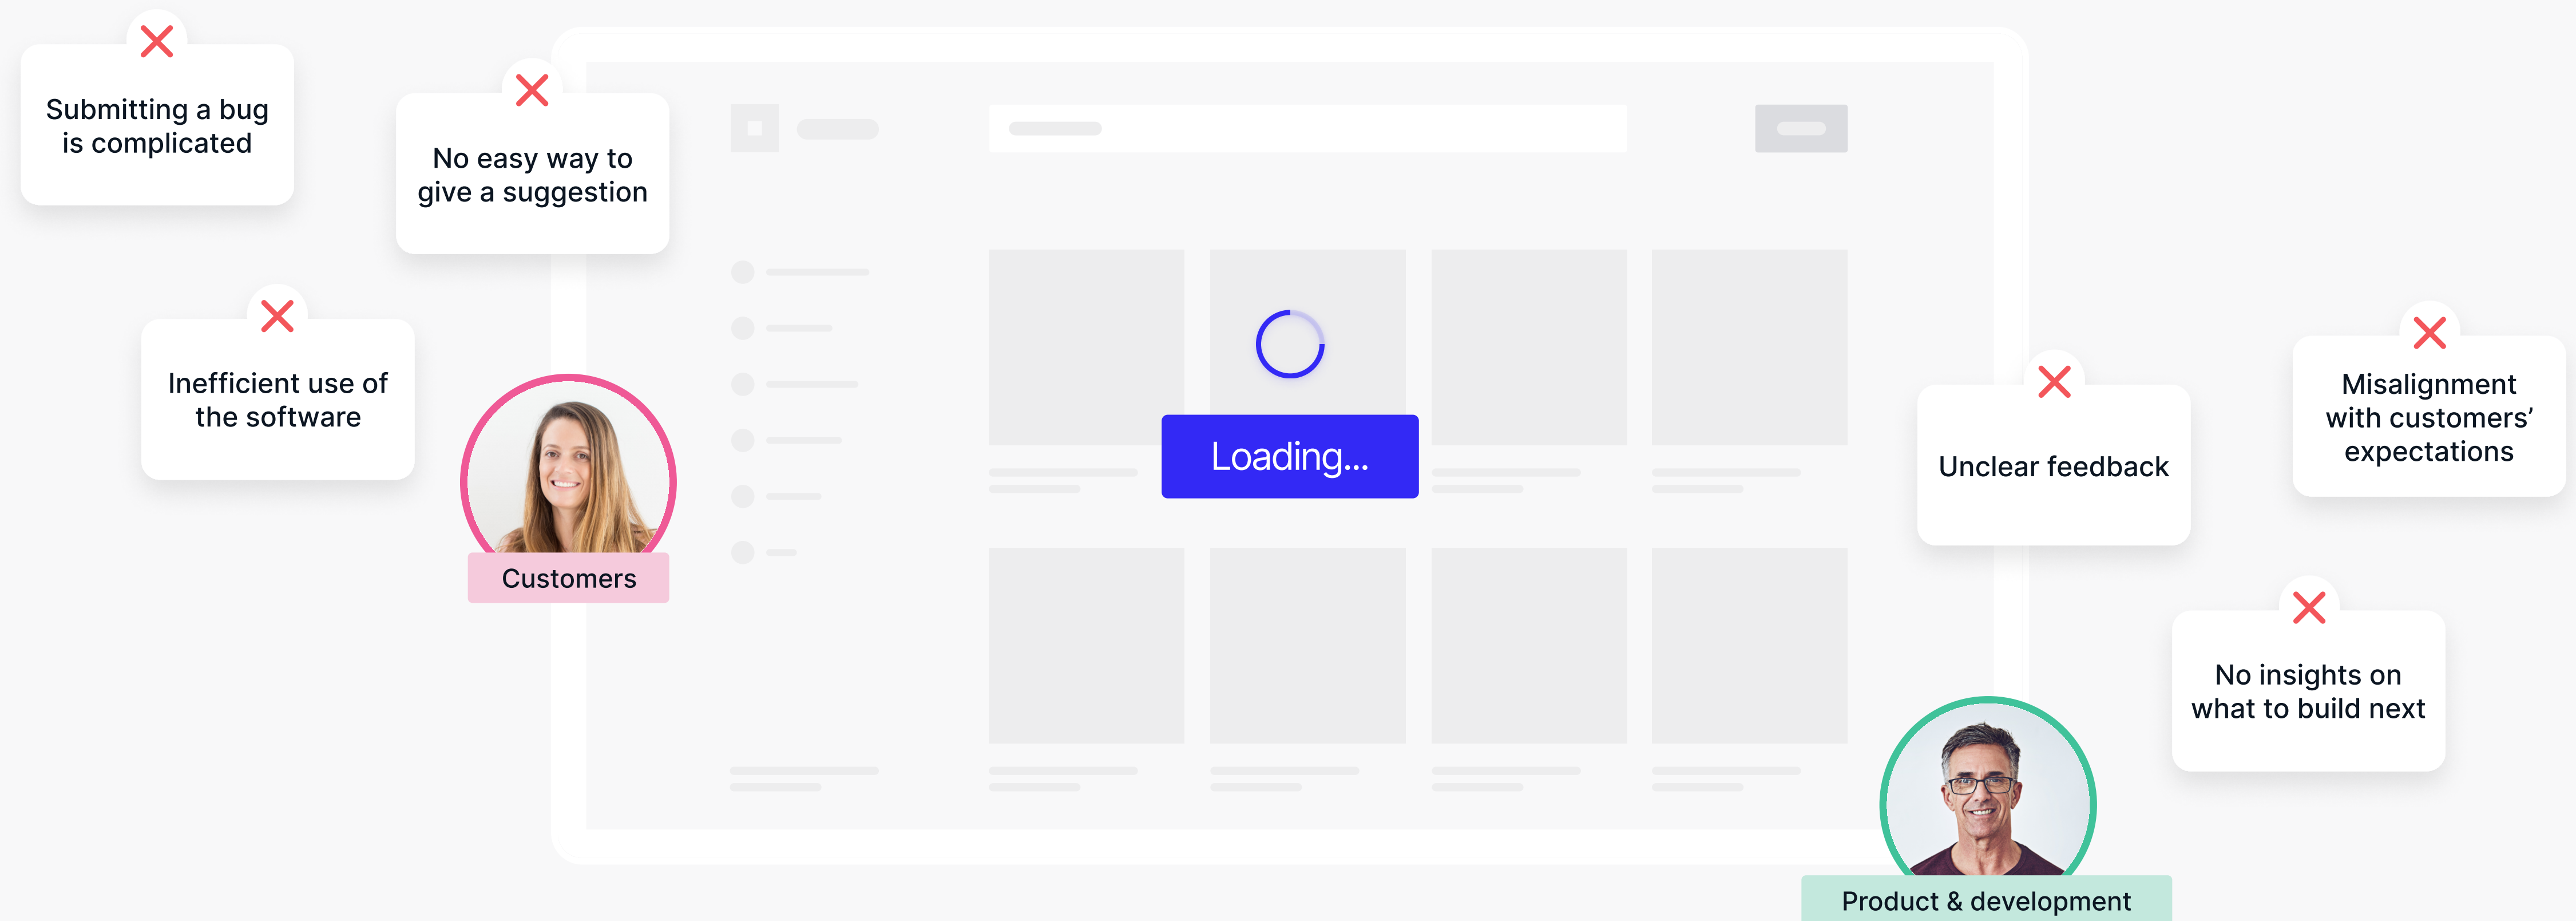 Submitting a bug
is complicated
No easy way to
give a suggestion
Inefficient use of
the software
Customers
Loading...
Unclear feedback
Misalignment
with customers’
expectations
No insights on
what to build next
Product & development